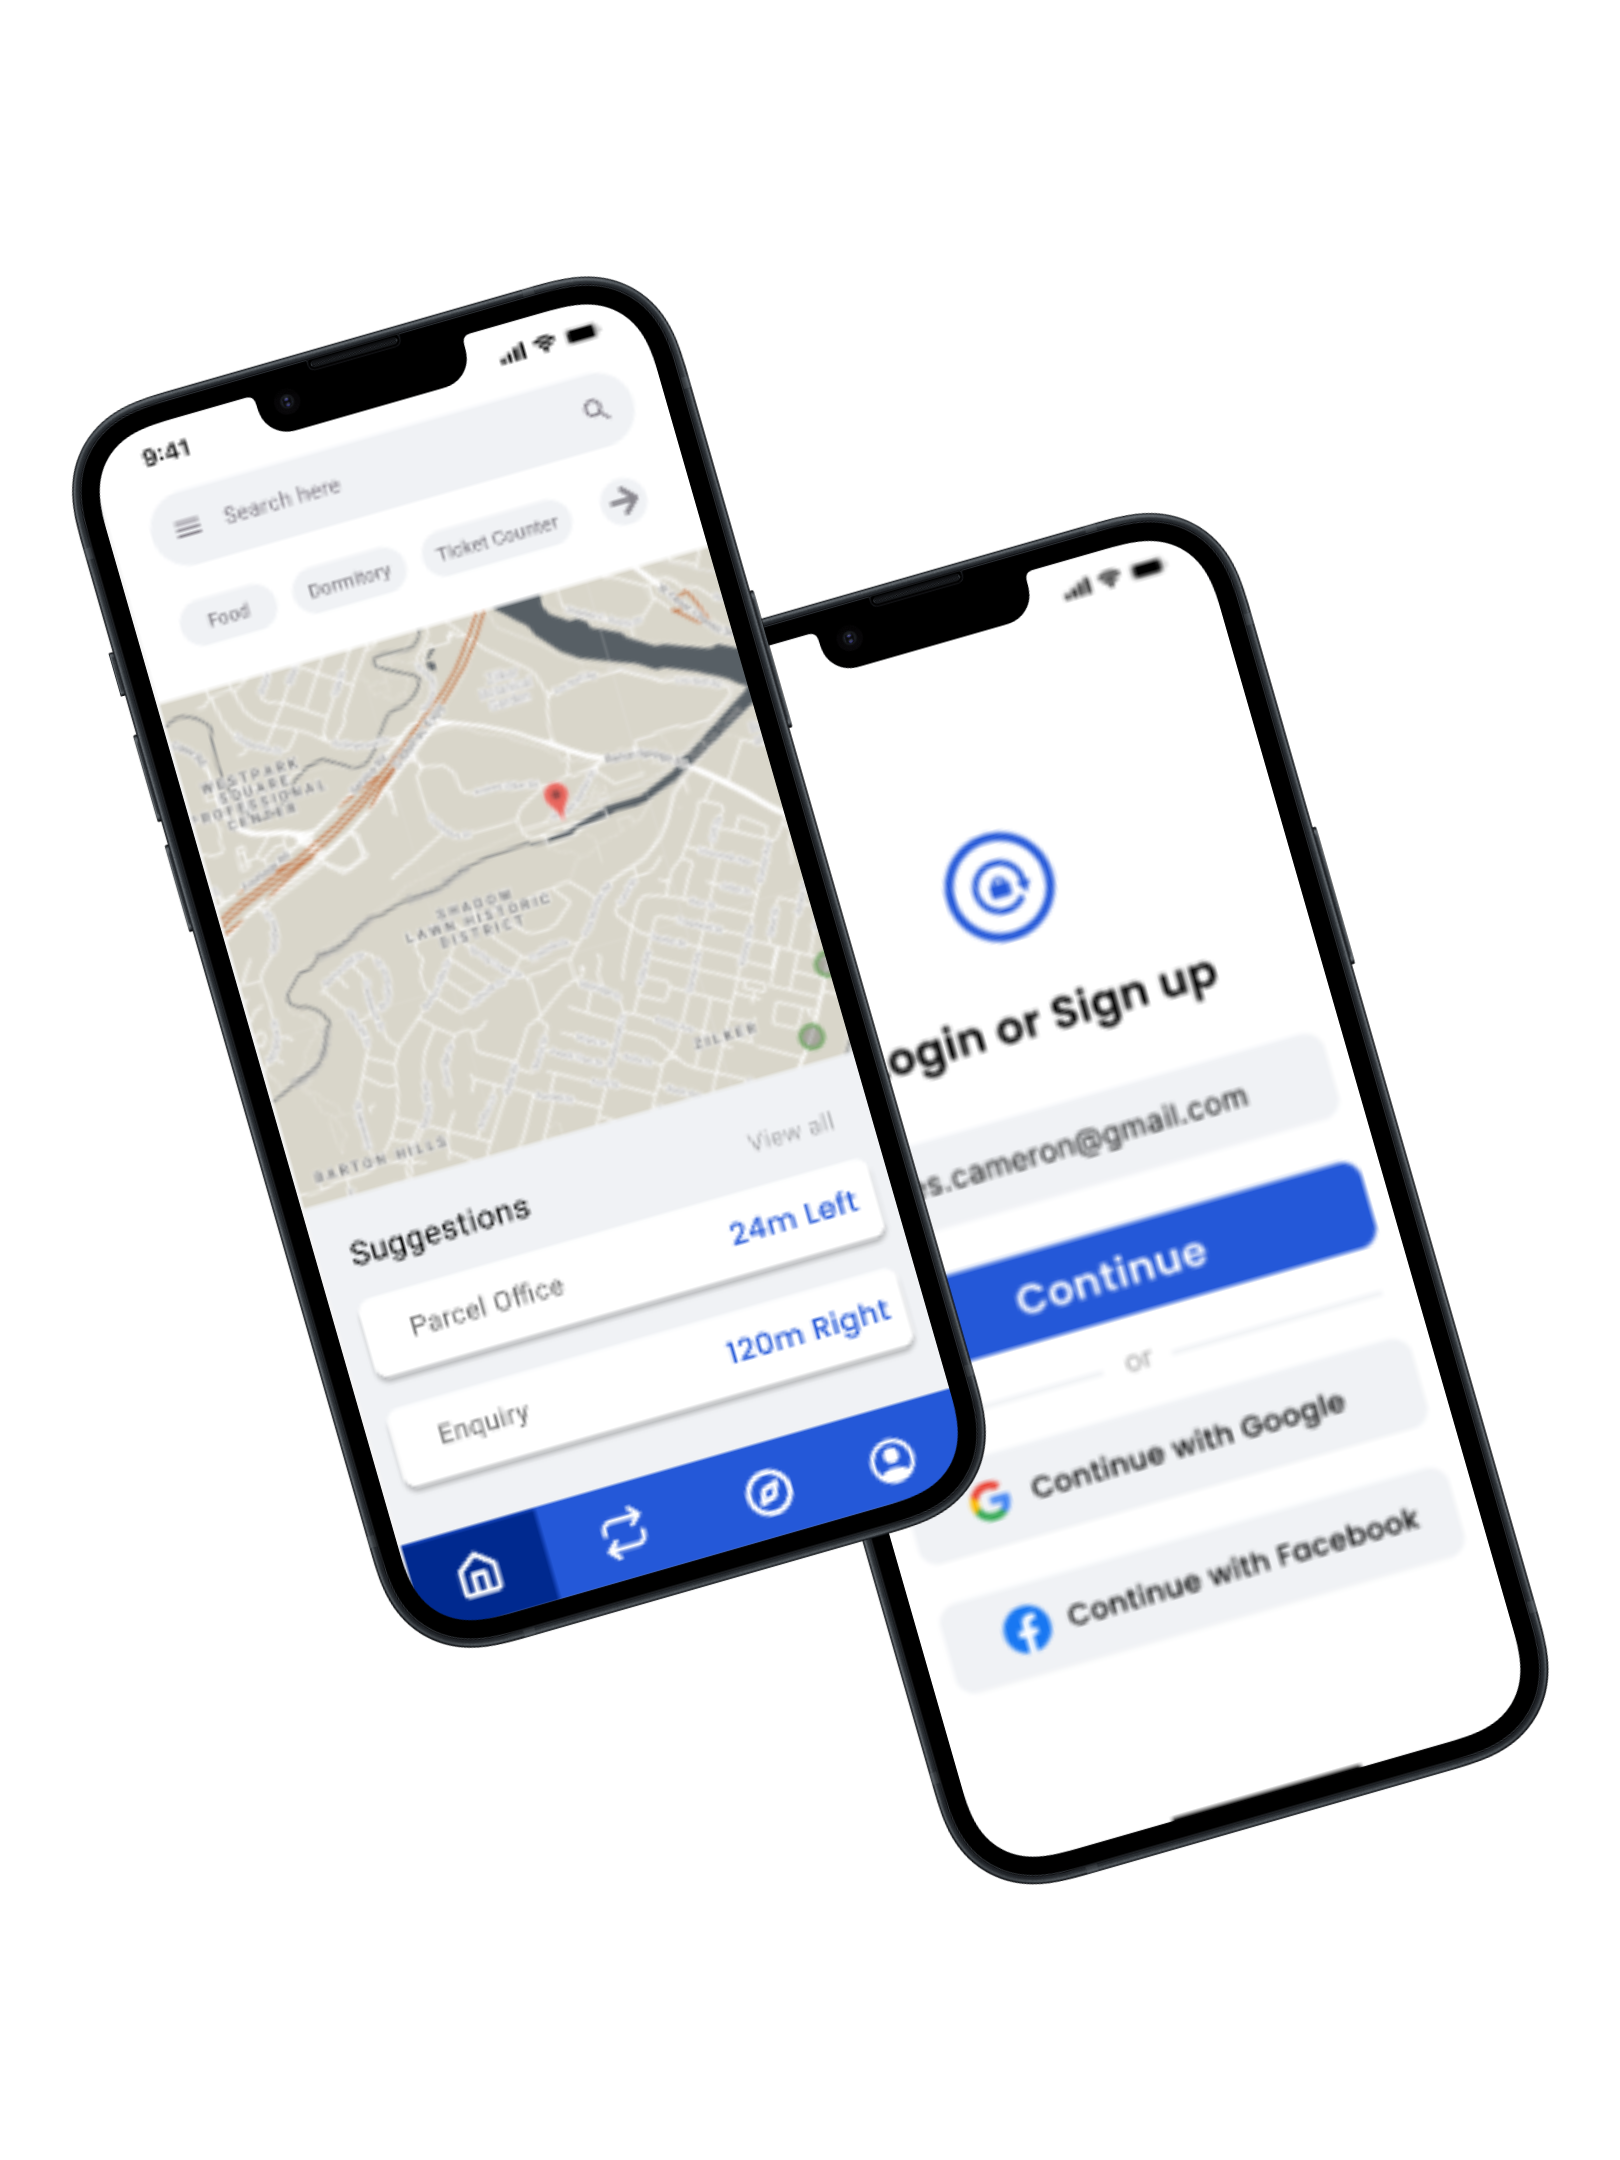 9:41
Search here
Food
Dormitory
Ticket Counter
WESTPARK
SQUARE
PROFESSIONAL
CENTER
SHADOW
LAWN HISTORIC
DISTRICT
ZILKER
BARTON HILLS
Suggestions
View all
Parcel Office
24m Left
Enquiry
120m Right
ogin or Sign up
es.cameron@gmail.com
Continue
or
Continue with Google
Continue with Facebook